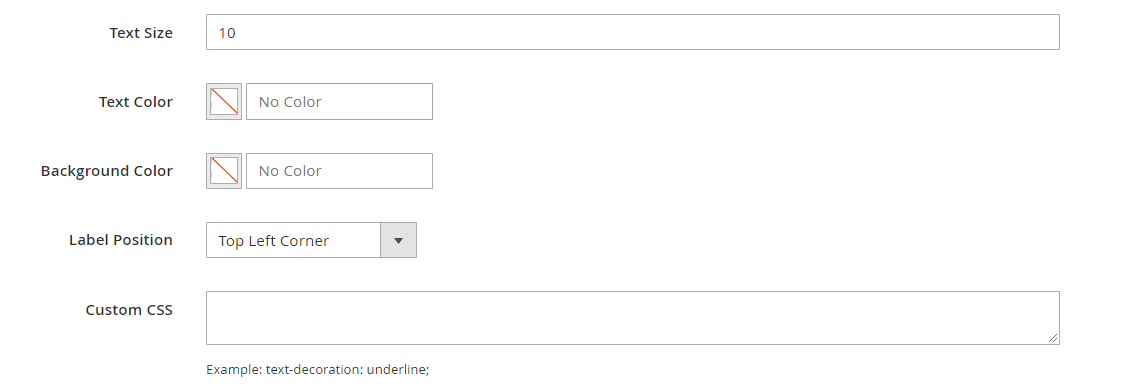 Text Size 10
Text Color No Color
Background Color No Color
Label Position Top Left Corner
Custom CSS
Example: text-decoration: underline;